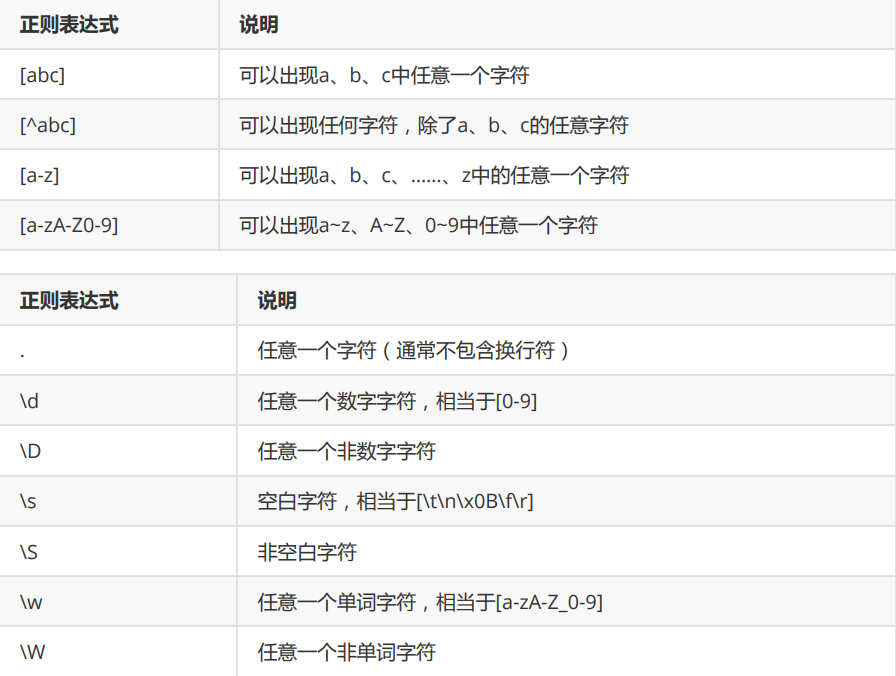 正则表达式 说明
[abc] 可以出现a、b、c中任意一个字符
[^abc] 可以出现任何字符，除了a、b、c的任意字符
[a-z] 可以出现a、b、c、……、z中的任意一个字符
[a-zA-Z0-9] 可以出现a~z、A~Z、0~9中任意一个字符
正则表达式 说明
. 任意一个字符（通常不包含换行符）
\d 任意一个数字字符，相当于[0-9]
\D 任意一个非数字字符
\s 空白字符，相当于[\t\n\x0B\f\r]
\S 非空白字符
\w 任意一个单词字符，相当于[a-zA-Z_0-9]
\W 任意一个非单词字符